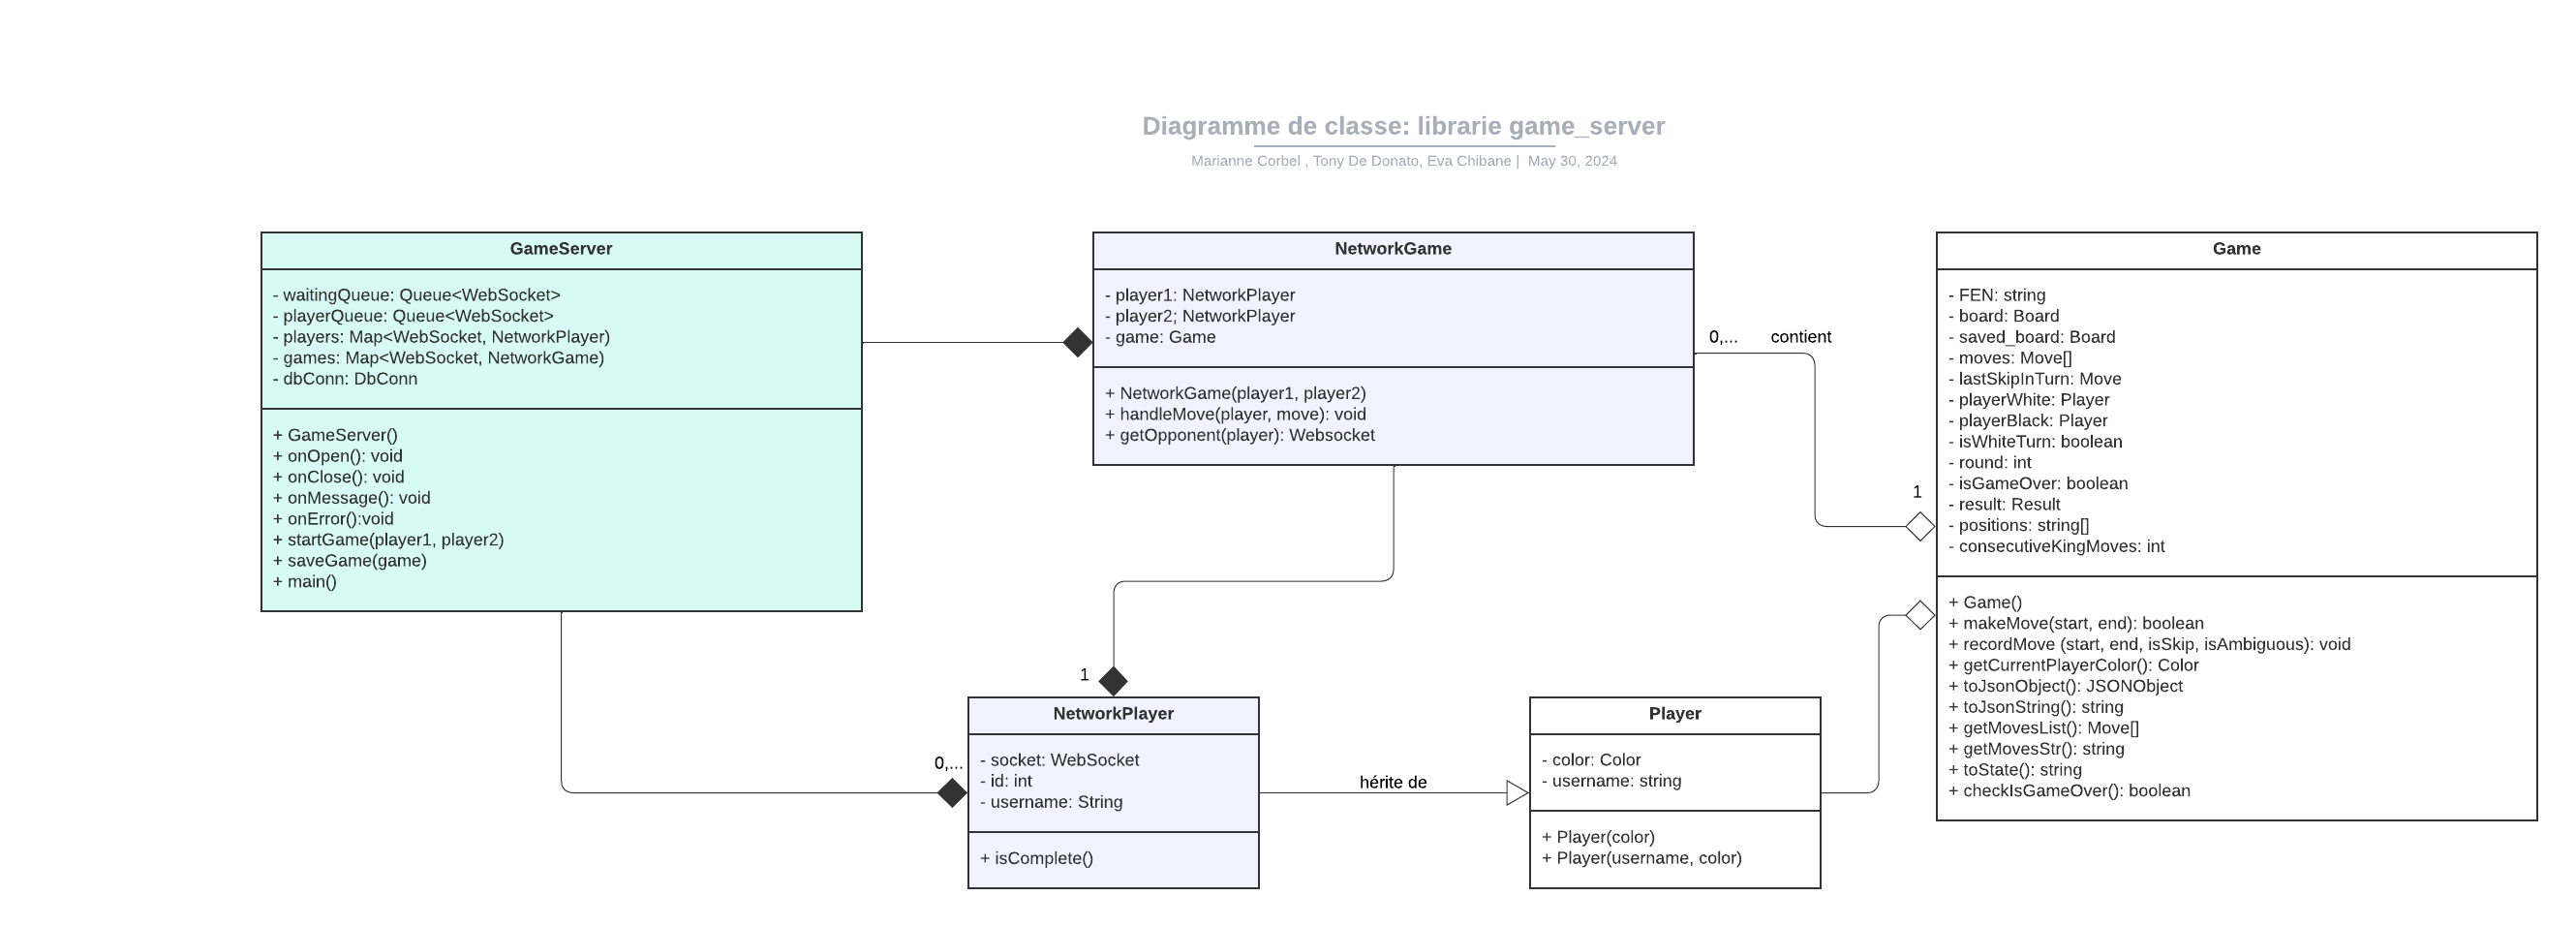 Diagramme de classe: librarie game_server
Marianne Corbel , Tony De Donato, Eva Chibane | May 30, 2024
GameServer
- waitingQueue: Queue<WebSocket>
- playerQueue: Queue<WebSocket>
- players: Map<WebSocket, NetworkPlayer)
- games: Map<WebSocket, NetworkGame)
- dbConn: DbConn
+ GameServer()
+ onOpen(): void
+ onClose(): void
+ onMessage(): void
+ onError():void
+ startGame(player1, player2)
+ saveGame(game)
+ main()
NetworkGame
- player1: NetworkPlayer
- player2; NetworkPlayer
- game: Game
+ NetworkGame(player1, player2)
+ handleMove(player, move): void
+ getOpponent(player): Websocket
0,...
contient
1
Game
- FEN: string
- board: Board
- saved_board: Board
- moves: Move[]
- lastSkipInTurn: Move
- playerWhite: Player
- playerBlack: Player
- isWhiteTurn: boolean
- round: int
- isGameOver: boolean
- result: Result
- positions: string[]
- consecutiveKingMoves: int
+ Game()
+ makeMove(start, end): boolean
+ recordMove (start, end, isSkip, isAmbiguous): void
+ getCurrentPlayerColor(): Color
+ toJsonObject(): JSONObject
+ toJsonString(): string
+ getMovesList(): Move[]
+ getMovesStr(): string
+ toState(): string
+ checkIsGameOver(): boolean
1
0,...
NetworkPlayer
- socket: WebSocket
- id: int
- username: String
+ isComplete()
hérite de
Player
- color: Color
- username: string
+ Player(color)
+ Player(username, color)